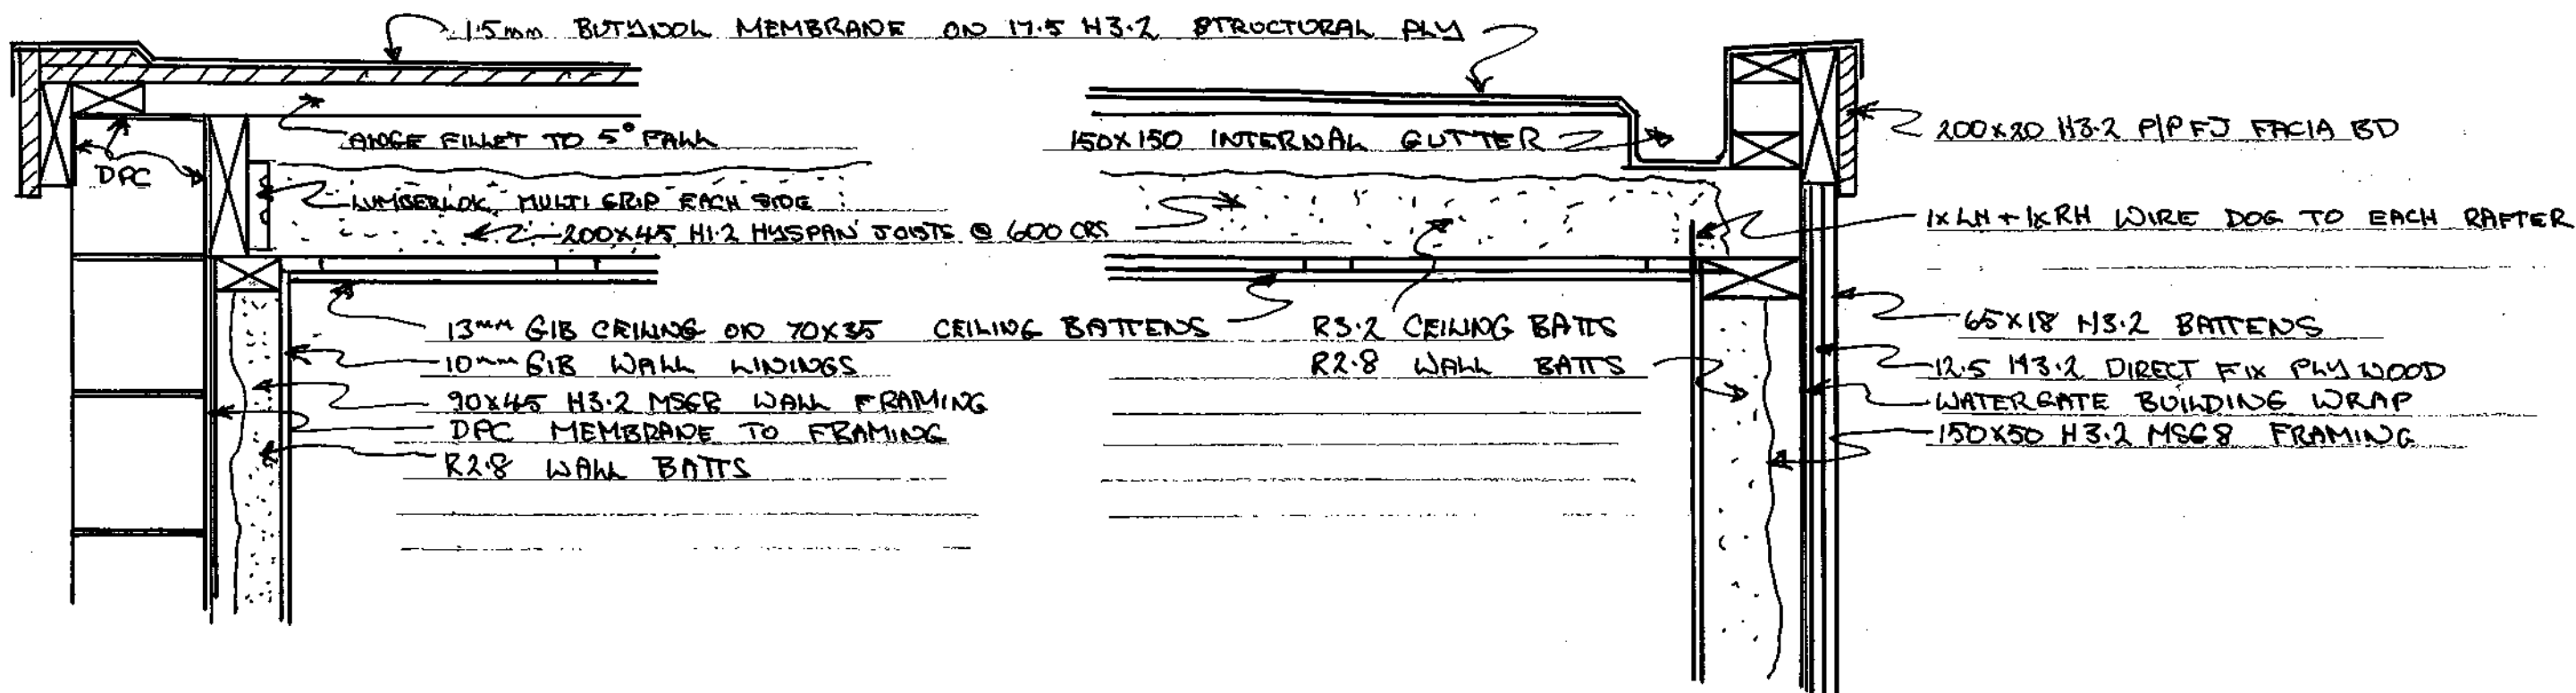 1.5mm BUTYNOL MEMBRANE ON 17.5 H3.2 STRUCTURAL PLY
ANGE FILLET TO 5° FALL
DPC
LUMBERLOK MULTI GRIP EACH SIDE
200X45 H1.2 HYSPAN JOISTS @ 600 CRS
150X150 INTERNAL GUTTER
200X20 H3.2 P/P FJ FACIA BD
1X LH + 1X RH WIRE DOG TO EACH RAFTER
13mm GIB CEILING ON 70X35 CEILING BATTENS
10mm GIB WALL LININGS
90X45 H3.2 MSG8 WALL FRAMING
DPC MEMBRANE TO FRAMING
R2.8 WALL BATTS
R3.2 CEILING BATTS
R2.8 WALL BATTS
65X18 H3.2 BATTENS
12.5 H3.2 DIRECT FIX PLYWOOD
WATERGATE BUILDING WRAP
150X50 H3.2 MSG8 FRAMING